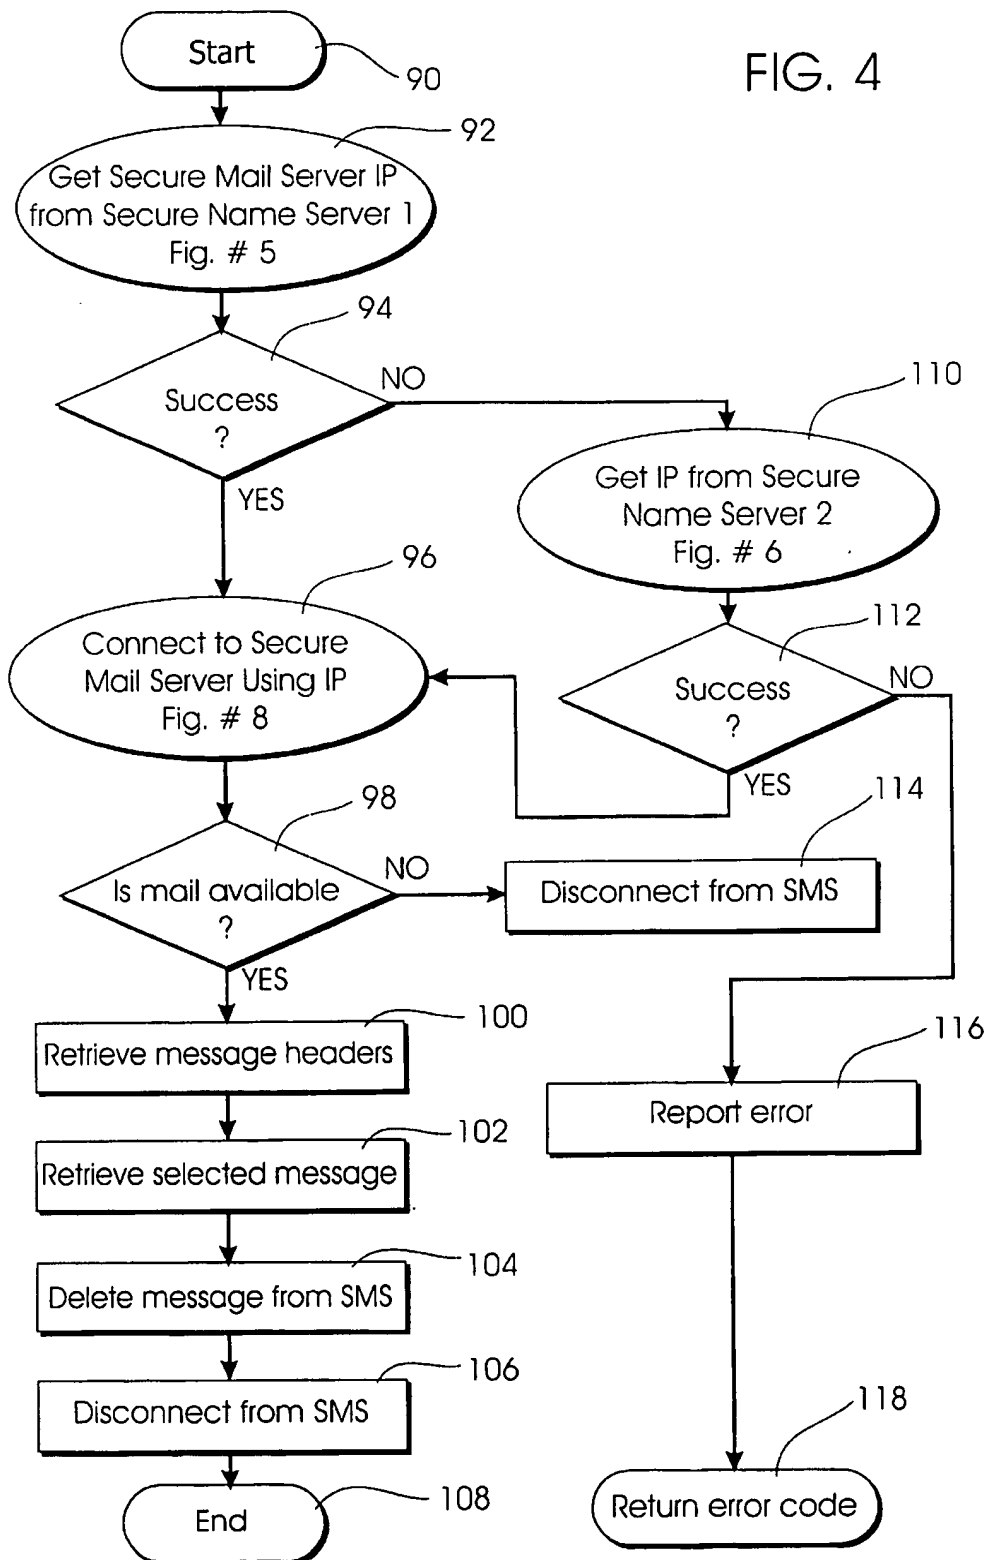 FIG. 4
Start
90
92
Get Secure Mail Server IP
from Secure Name Server 1
Fig. # 5
94
Success
?
NO
YES
110
Get IP from Secure
Name Server 2
Fig. # 6
96
Connect to Secure
Mail Server Using IP
Fig. # 8
112
Success
?
NO
YES
98
Is mail available
?
NO
YES
114
Disconnect from SMS
100
Retrieve message headers
116
Report error
102
Retrieve selected message
104
Delete message from SMS
106
Disconnect from SMS
118
Return error code
108
End